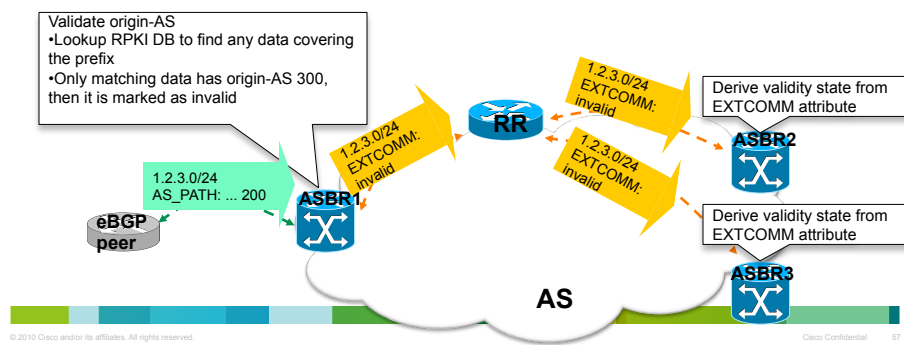 Validate origin-AS
•Lookup RPKI DB to find any data covering
the prefix
•Only matching data has origin-AS 300,
then it is marked as invalid
1.2.3.0/24
AS_PATH: ... 200
eBGP
peer
ASBR1
1.2.3.0/24
EXTCOMM:
invalid
RR
1.2.3.0/24
EXTCOMM:
invalid
1.2.3.0/24
EXTCOMM:
invalid
Derive validity state from
EXTCOMM attribute
ASBR2
Derive validity state from
EXTCOMM attribute
ASBR3
AS
© 2010 Cisco and/or its affiliates. All rights reserved.
Cisco Confidential
57